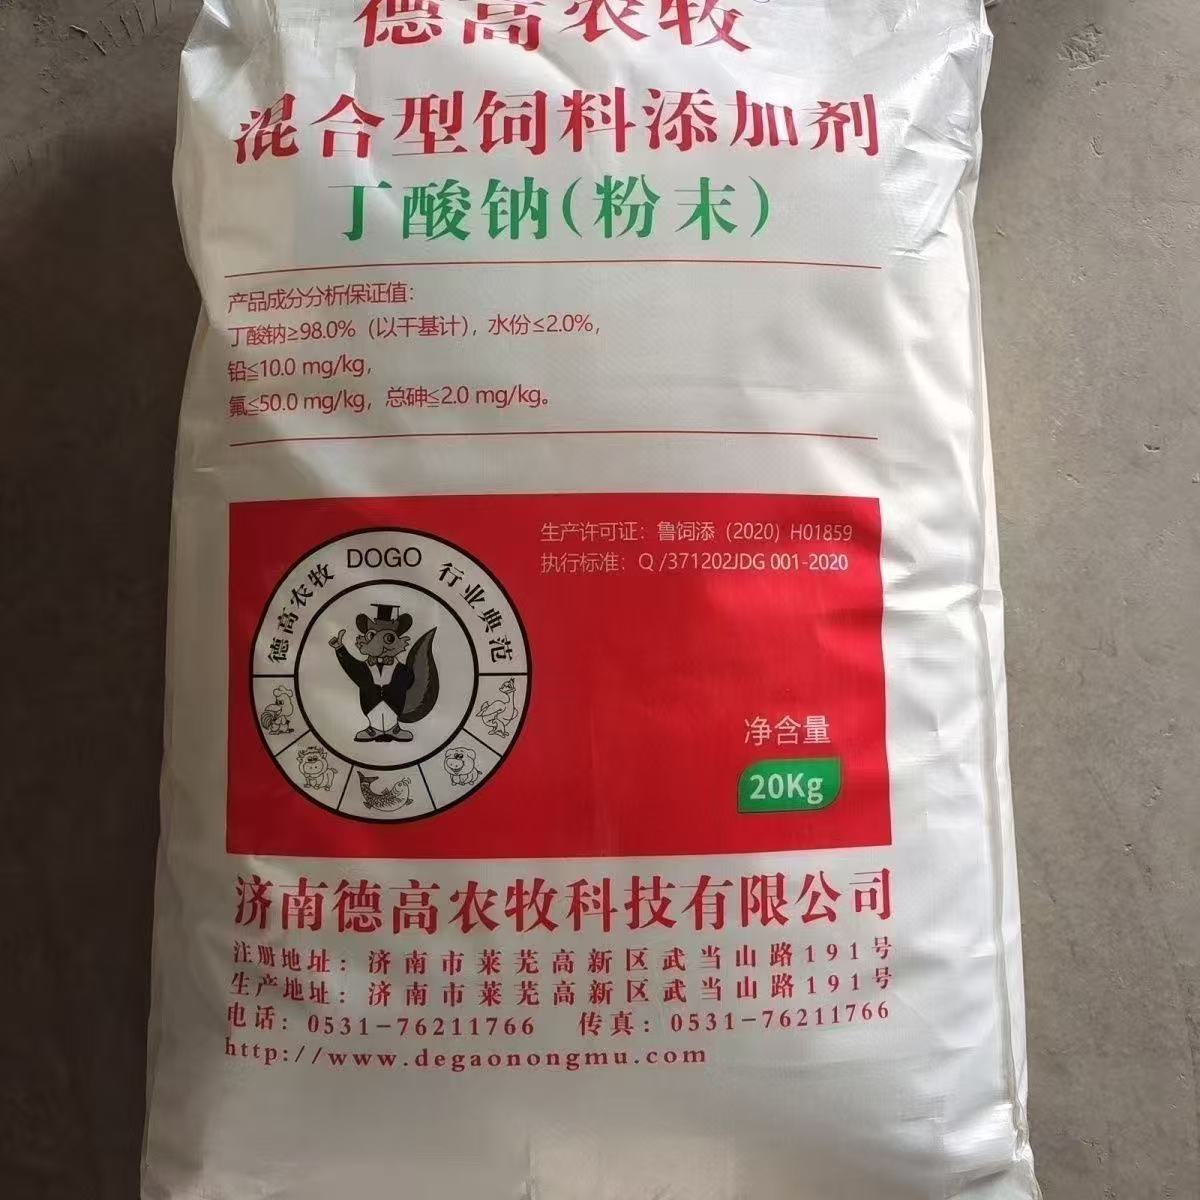 德高农牧
混合型饲料添加剂
丁酸钠(粉末)
产品成分分析保证值:
丁酸钠≥98.0%（以干基计），水份≤2.0%，
铅≦10.0 mg/kg，
氟≤50.0 mg/kg，总砷≤2.0 mg/kg。
生产许可证：鲁饲添（2020）H01859
执行标准：Q /371202JDG 001-2020
德高农牧 DOGO 行业典范
净含量
20Kg
济南德高农牧科技有限公司
注册地址：济南市莱芜高新区武当山路191号
生产地址：济南市莱芜高新区武当山路191号
电话：0531-76211766 传真：0531-76211766
http://www.degaonongmu.com